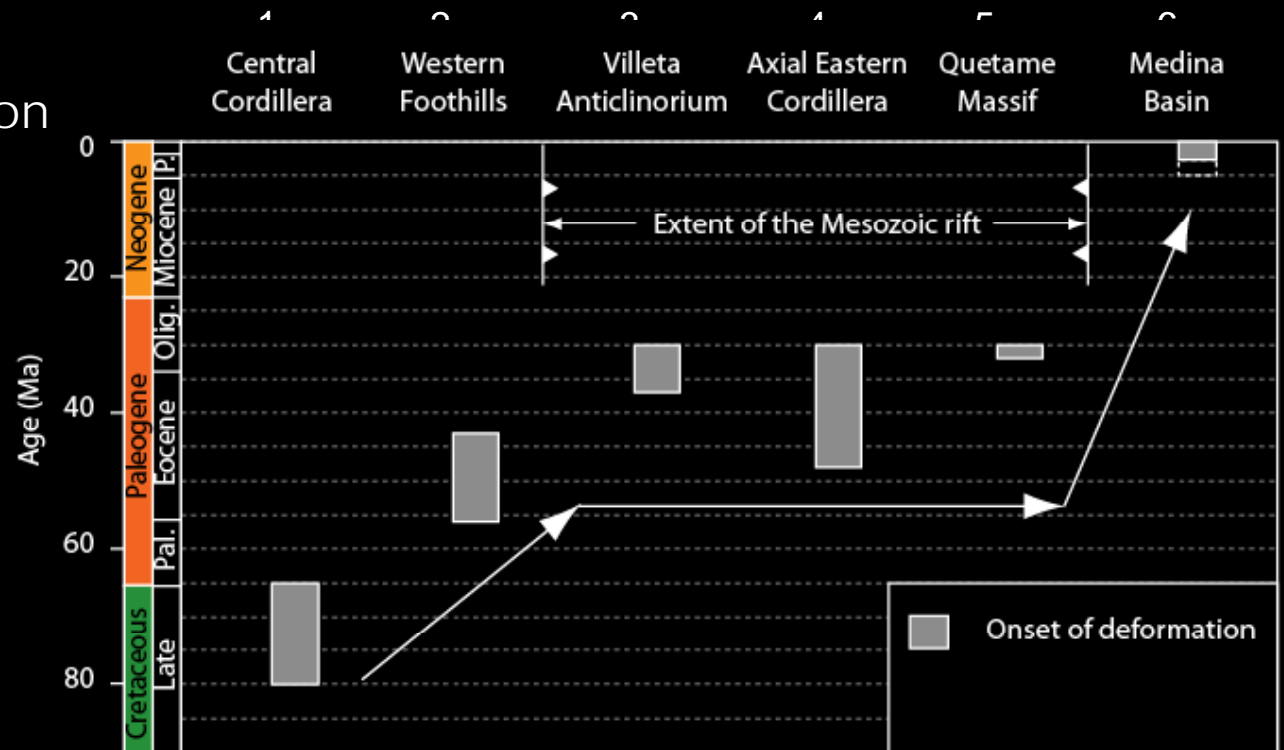 on
Central
Cordillera
Western
Foothills
Villeta
Anticlinorium
Axial Eastern
Cordillera
Quetame
Massif
Medina
Basin
Age (Ma)
0
20
40
60
80
Neogene
Paleogene
Cretaceous
P.
Miocene
Olig.
Eocene
Pal.
Late
Extent of the Mesozoic rift
Onset of deformation